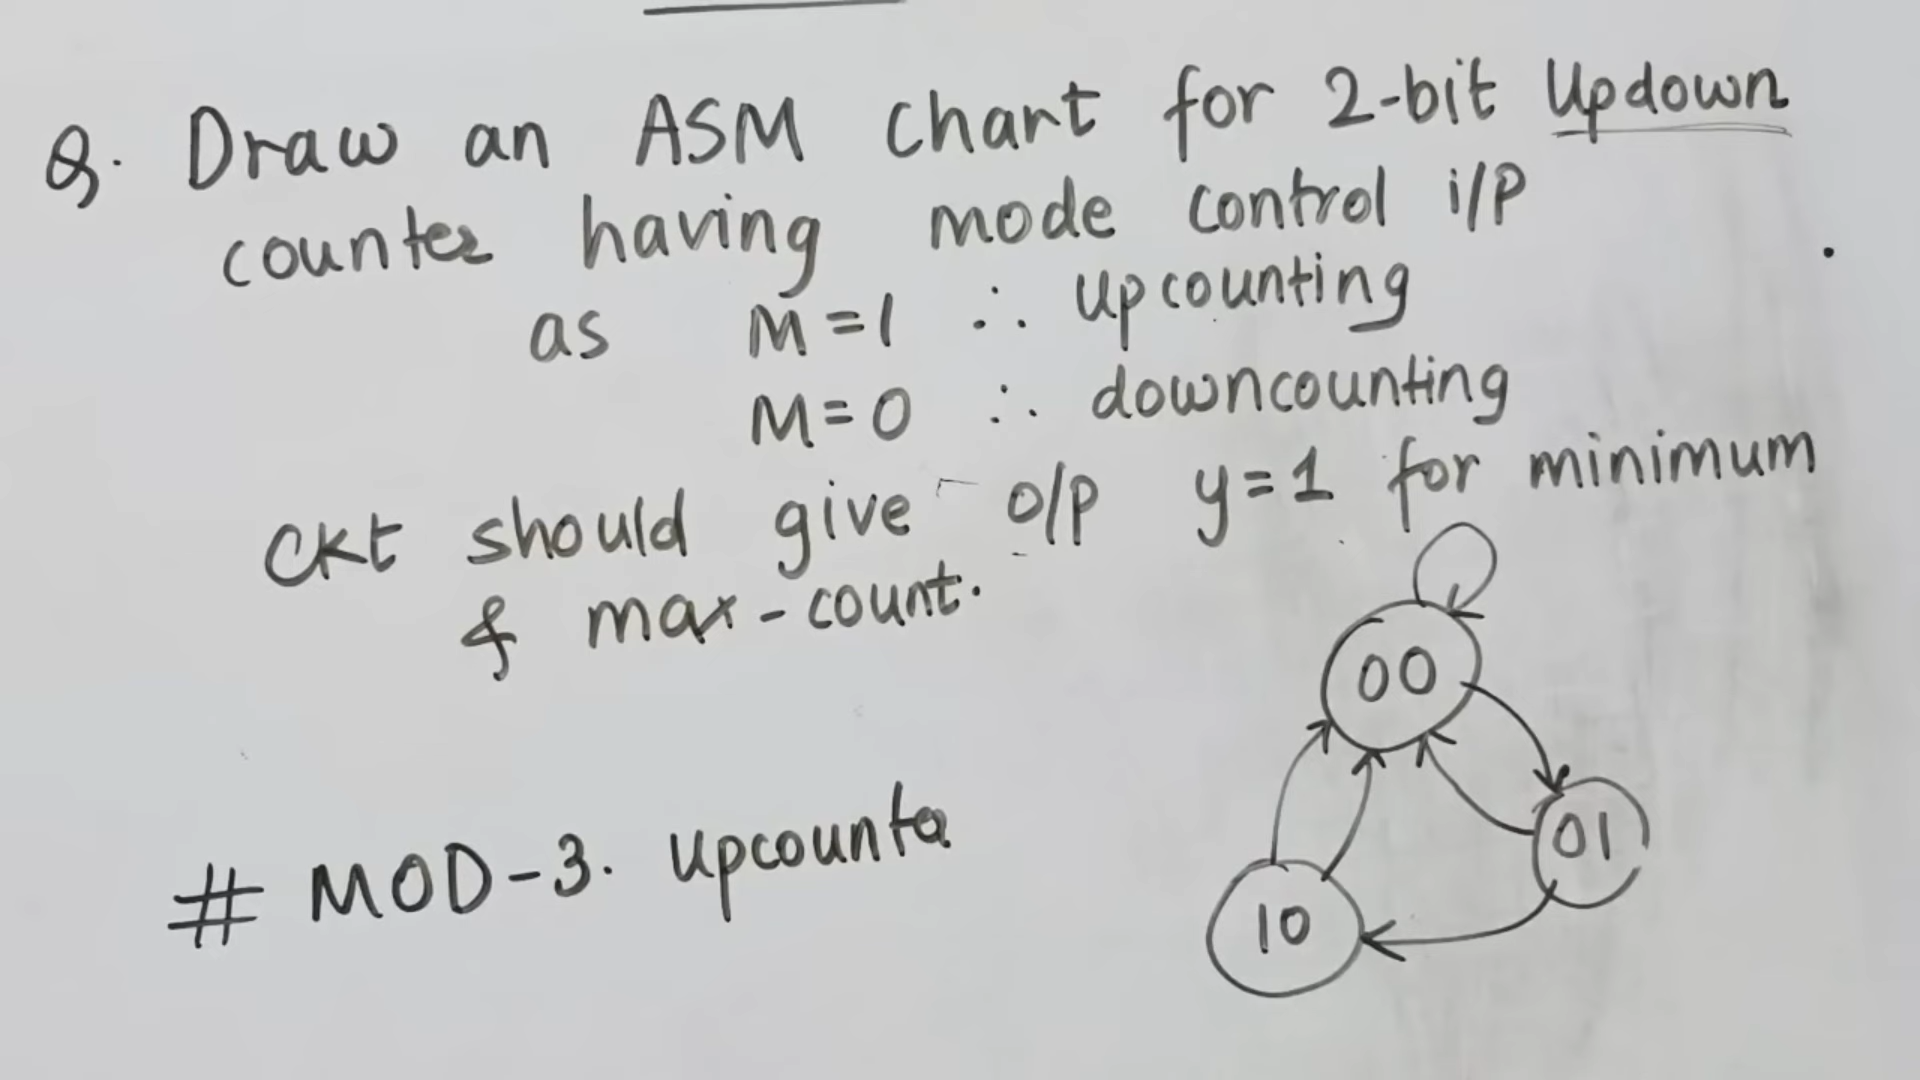 Q. Draw an ASM chart for 2-bit Updown
counter having mode control i/p
as M=1 ∴ upcounting
M=0 ∴ downcounting
Ckt should give o/p y=1 for minimum
& max-count.
00
# MOD-3. upcounter
01
10